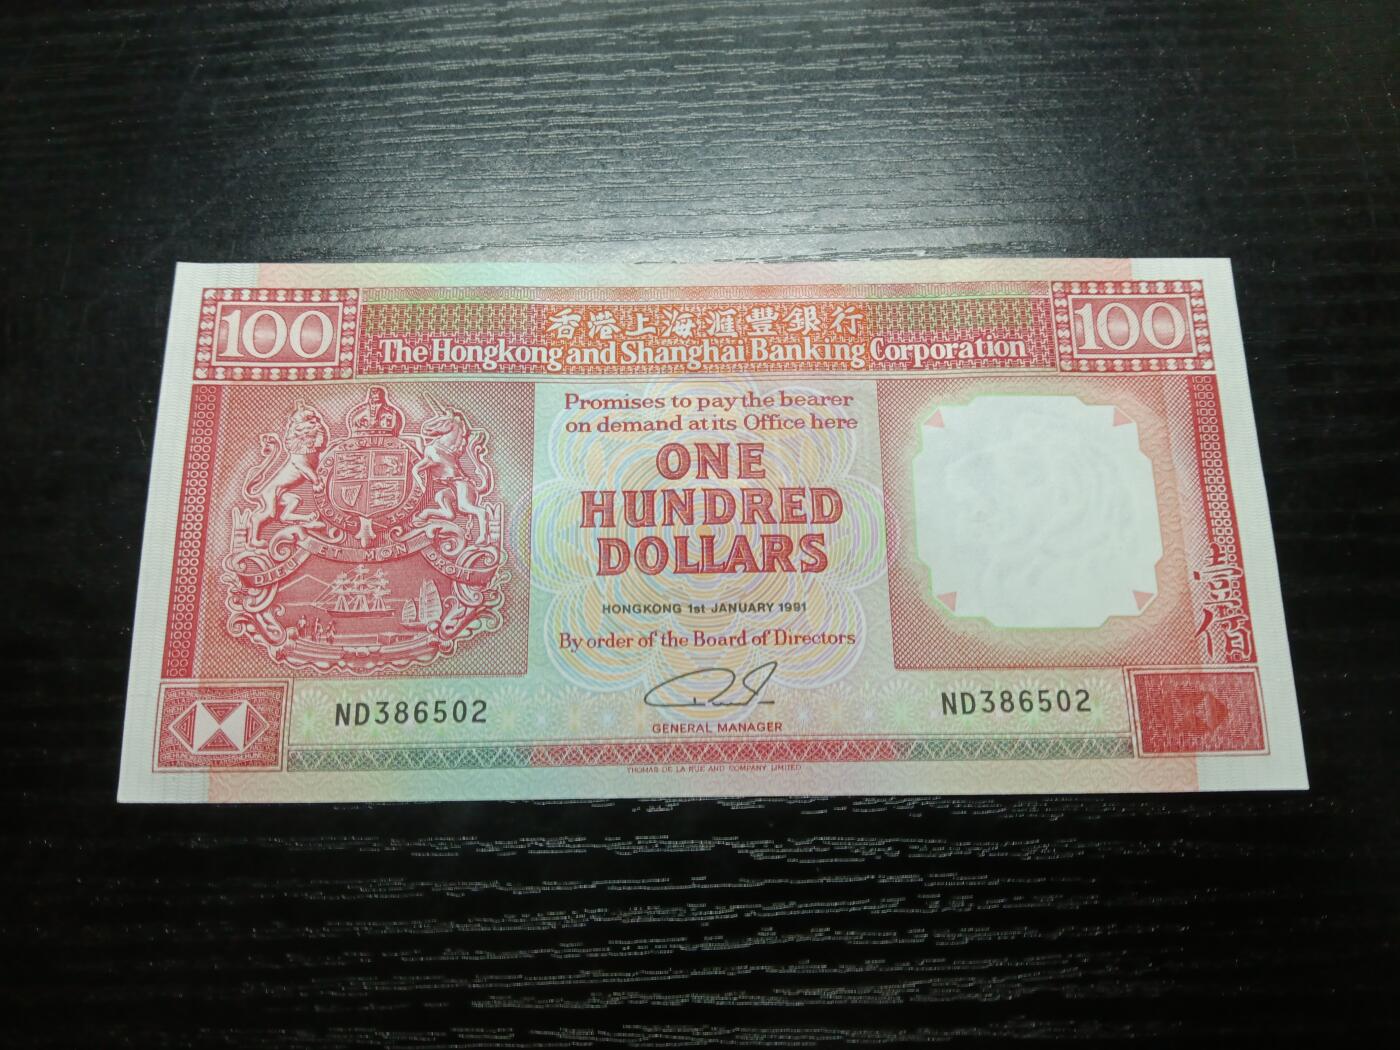 100
香港上海滙豐銀行
100
The Hongkong and Shanghai Banking Corporation
Promises to pay the bearer
on demand at its Office here
ONE
HUNDRED
DOLLARS
HONGKONG 1st JANUARY 1991
By order of the Board of Directors
GENERAL MANAGER
DIEU ET MON DROIT
ND386502
ND386502
壹佰
THOMAS DE LA RUE AND COMPANY LIMITED